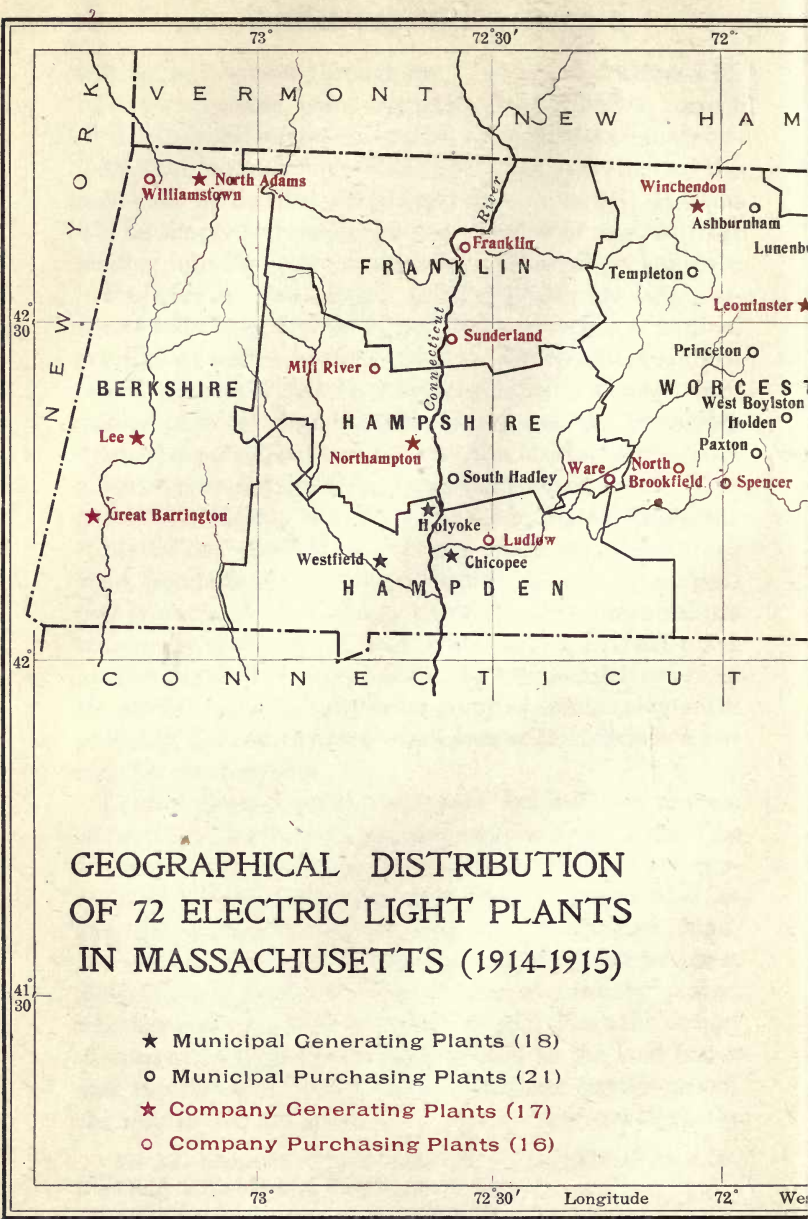 73° 72°30' 72°
VERMONT
NEW HAM
NEW YORK
Williamstown
North Adams
Winchendon
Ashburnham
River
Franklin
Lunenbu
FRANKLIN
Templeton
Leominster
42°
30'
Connecticut
Sunderland
Princeton
Mill River
BERKSHIRE
WORCEST
West Boylston
Holden
HAMPSHIRE
Lee
Northampton
Paxton
South Hadley
Ware
North
Brookfield
Spencer
Great Barrington
Holyoke
Ludlow
Westfield
Chicopee
HAMPDEN
42°
CONNECTICUT
GEOGRAPHICAL DISTRIBUTION
OF 72 ELECTRIC LIGHT PLANTS
IN MASSACHUSETTS (1914-1915)
41°
30'
★ Municipal Generating Plants (18)
○ Municipal Purchasing Plants (21)
★ Company Generating Plants (17)
○ Company Purchasing Plants (16)
73° 72°30' Longitude 72° Wes